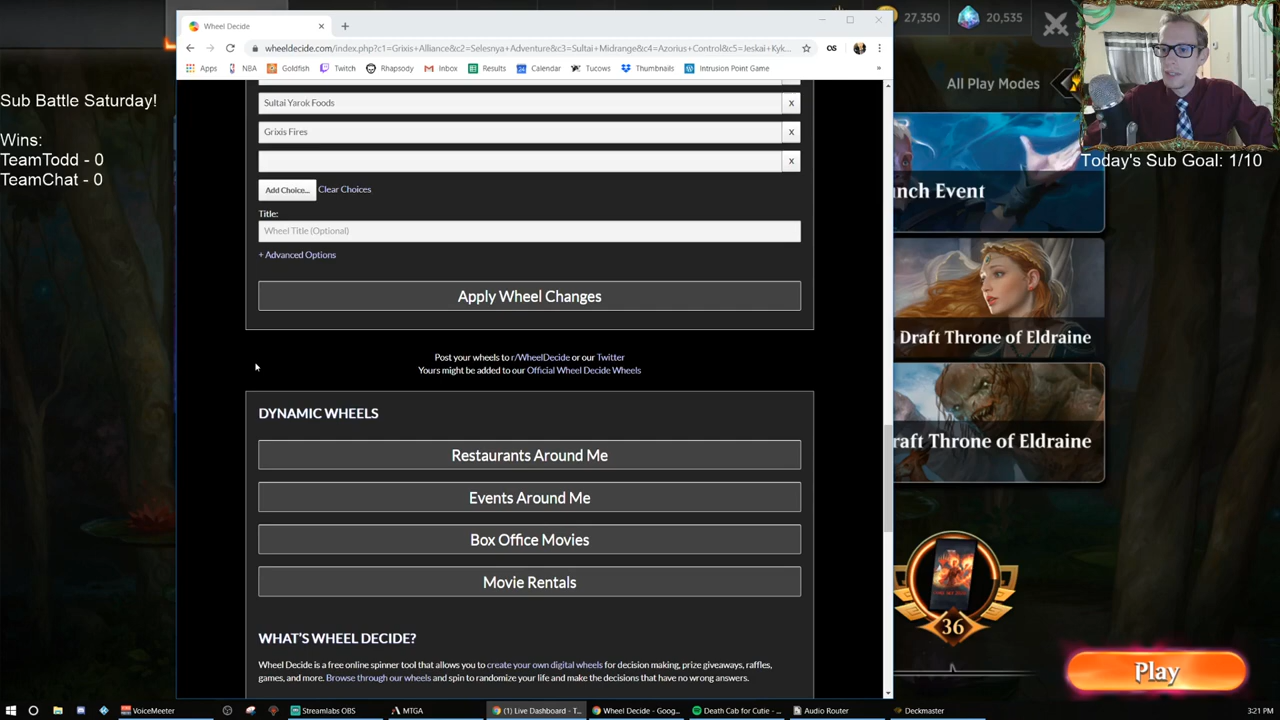 Wheel Decide
wheeldecide.com/index.php?c1=Grixis+Alliance&c2=Selesnya+Adventure&c3=Sultai+Midrange&c4=Azorius+Control&c5=Jeskai+Kyk...
Apps NBA Goldfish Twitch Rhapsody Inbox Results Calendar Tucows Thumbnails Intrusion Point Game »
27,350 20,535
All Play Modes
Sub Battle Saturday!
Wins:
TeamTodd - 0
TeamChat - 0
Today's Sub Goal: 1/10
Sultai Yarok Foods X
Grixis Fires X
X
Add Choice... Clear Choices
Title:
Wheel Title (Optional)
+ Advanced Options
Apply Wheel Changes
Post your wheels to r/WheelDecide or our Twitter
Yours might be added to our Official Wheel Decide Wheels
DYNAMIC WHEELS
Restaurants Around Me
Events Around Me
Box Office Movies
Movie Rentals
WHAT'S WHEEL DECIDE?
Wheel Decide is a free online spinner tool that allows you to create your own digital wheels for decision making, prize giveaways, raffles,
games, and more. Browse through our wheels and spin to randomize your life and make the decisions that have no wrong answers.
nch Event
Draft Throne of Eldraine
raft Throne of Eldraine
36
Play
VoiceMeeter Streamlabs OBS MTGA (1) Live Dashboard - T... Wheel Decide - Goog... Death Cab for Cutie - ... Audio Router Deckmaster 3:21 PM